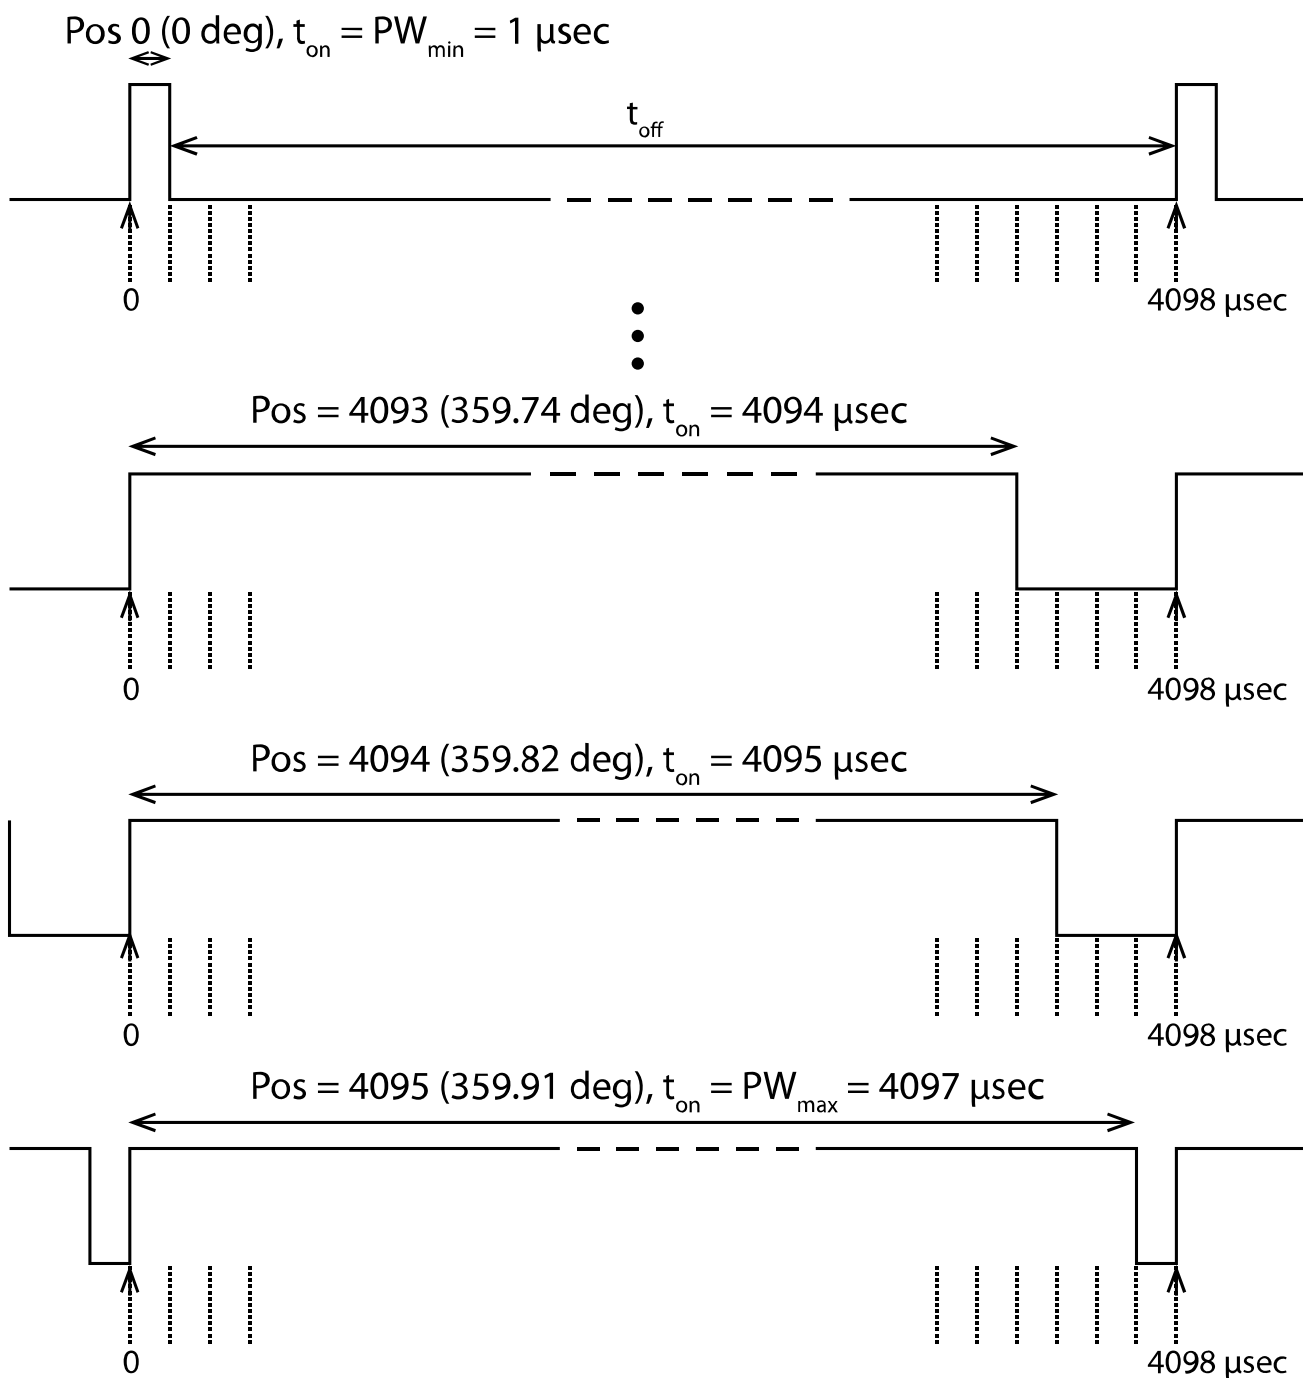 Pos 0 (0 deg), ton = PWmin = 1 μsec
toff
0
4098 μsec
Pos = 4093 (359.74 deg), ton = 4094 μsec
0
4098 μsec
Pos = 4094 (359.82 deg), ton = 4095 μsec
0
4098 μsec
Pos = 4095 (359.91 deg), ton = PWmax = 4097 μsec
0
4098 μsec